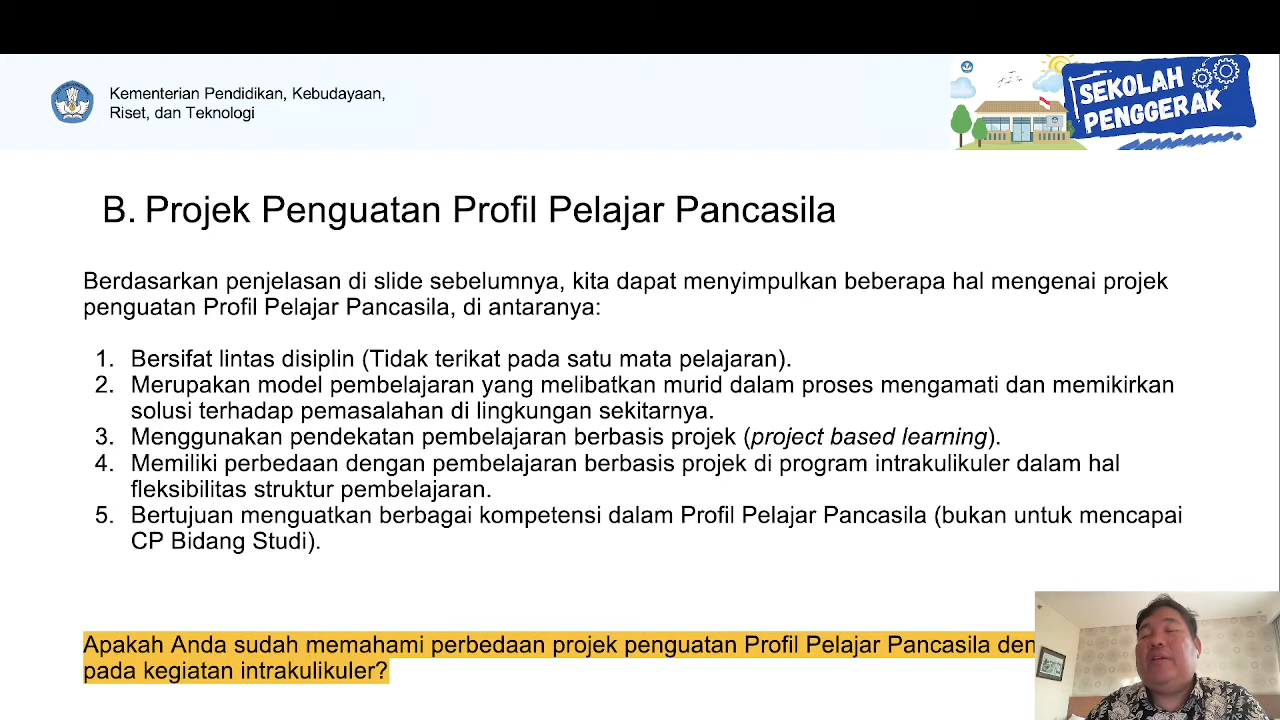 Kementerian Pendidikan, Kebudayaan,
Riset, dan Teknologi
SEKOLAH
PENGGERAK
B. Projek Penguatan Profil Pelajar Pancasila
Berdasarkan penjelasan di slide sebelumnya, kita dapat menyimpulkan beberapa hal mengenai projek
penguatan Profil Pelajar Pancasila, di antaranya:
1. Bersifat lintas disiplin (Tidak terikat pada satu mata pelajaran).
2. Merupakan model pembelajaran yang melibatkan murid dalam proses mengamati dan memikirkan
solusi terhadap pemasalahan di lingkungan sekitarnya.
3. Menggunakan pendekatan pembelajaran berbasis projek (project based learning).
4. Memiliki perbedaan dengan pembelajaran berbasis projek di program intrakulikuler dalam hal
fleksibilitas struktur pembelajaran.
5. Bertujuan menguatkan berbagai kompetensi dalam Profil Pelajar Pancasila (bukan untuk mencapai
CP Bidang Studi).
Apakah Anda sudah memahami perbedaan projek penguatan Profil Pelajar Pancasila
pada kegiatan intrakulikuler?